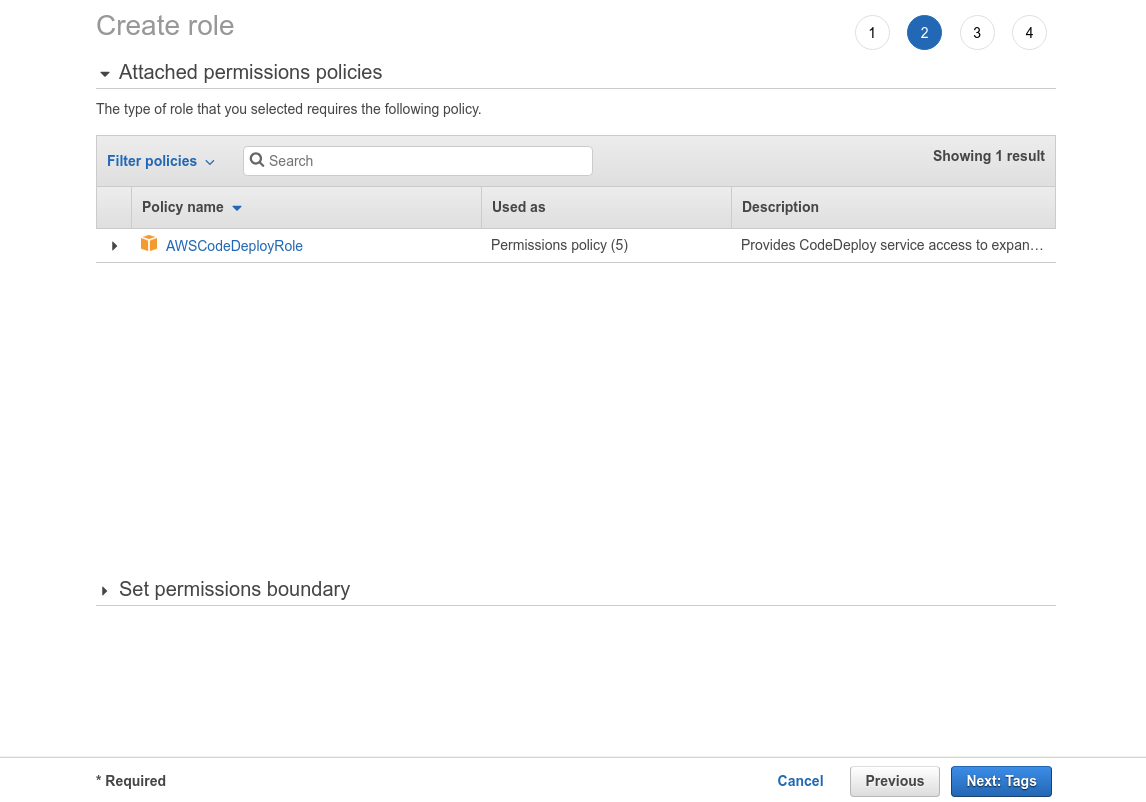 Create role
1 2 3 4
Attached permissions policies
The type of role that you selected requires the following policy.
Filter policies Search Showing 1 result
Policy name Used as Description
AWSCodeDeployRole Permissions policy (5) Provides CodeDeploy service access to expan…
Set permissions boundary
* Required Cancel Previous Next: Tags